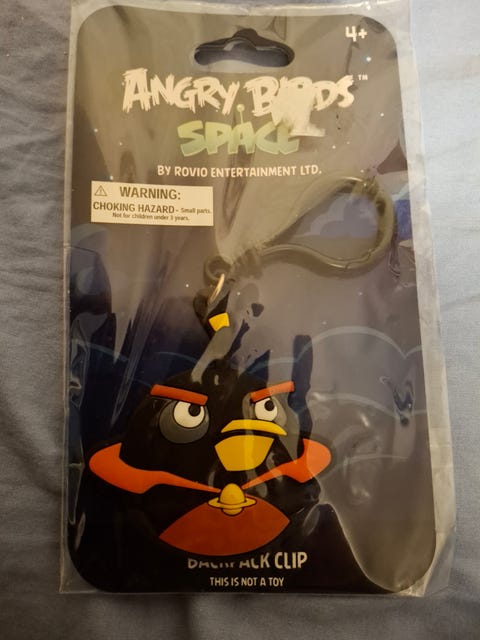 4+
ANGRY BIRDS™
SPACE
BY ROVIO ENTERTAINMENT LTD.
⚠ WARNING:
CHOKING HAZARD - Small parts.
Not for children under 3 years.
BACKPACK CLIP
THIS IS NOT A TOY